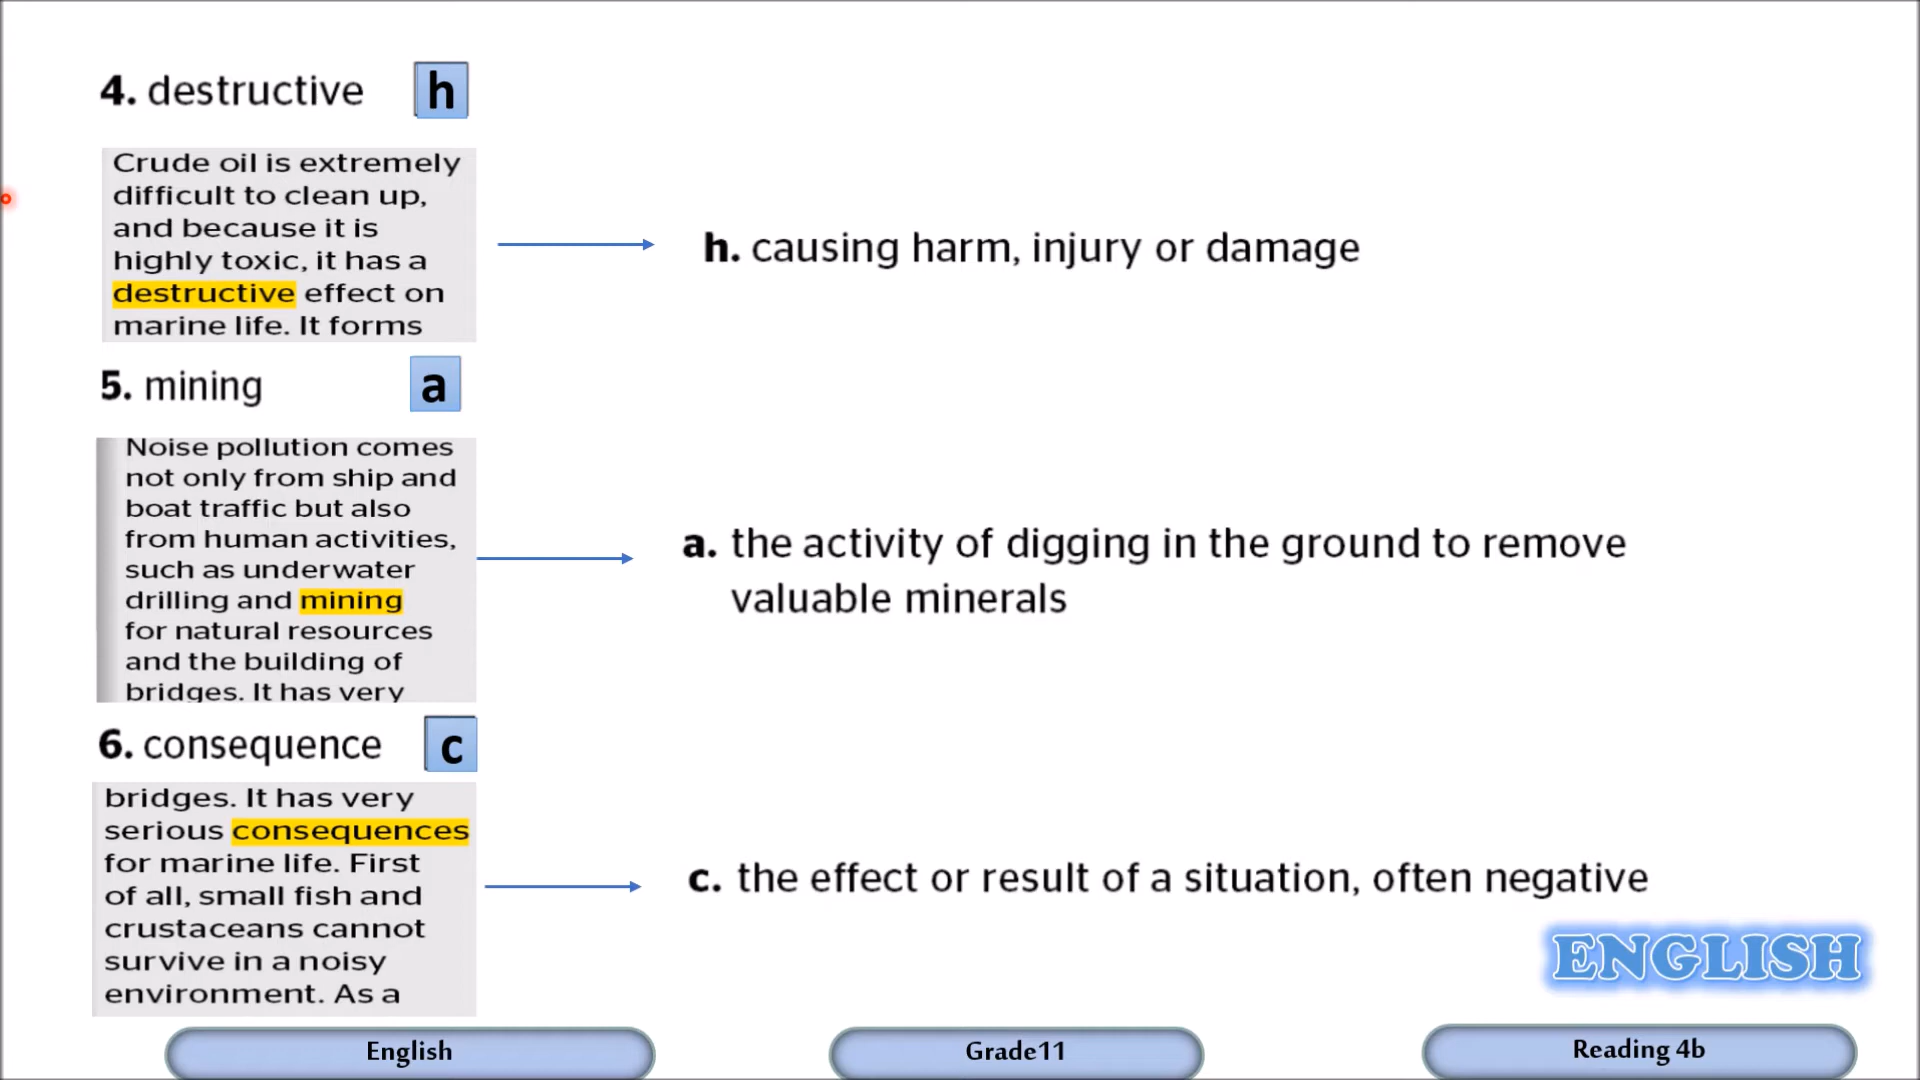 4. destructive h
Crude oil is extremely
difficult to clean up,
and because it is
highly toxic, it has a
destructive effect on
marine life. It forms
h. causing harm, injury or damage
5. mining a
Noise pollution comes
not only from ship and
boat traffic but also
from human activities,
such as underwater
drilling and mining
for natural resources
and the building of
bridges. It has very
a. the activity of digging in the ground to remove
valuable minerals
6. consequence c
bridges. It has very
serious consequences
for marine life. First
of all, small fish and
crustaceans cannot
survive in a noisy
environment. As a
c. the effect or result of a situation, often negative
ENGLISH
English
Grade11
Reading 4b